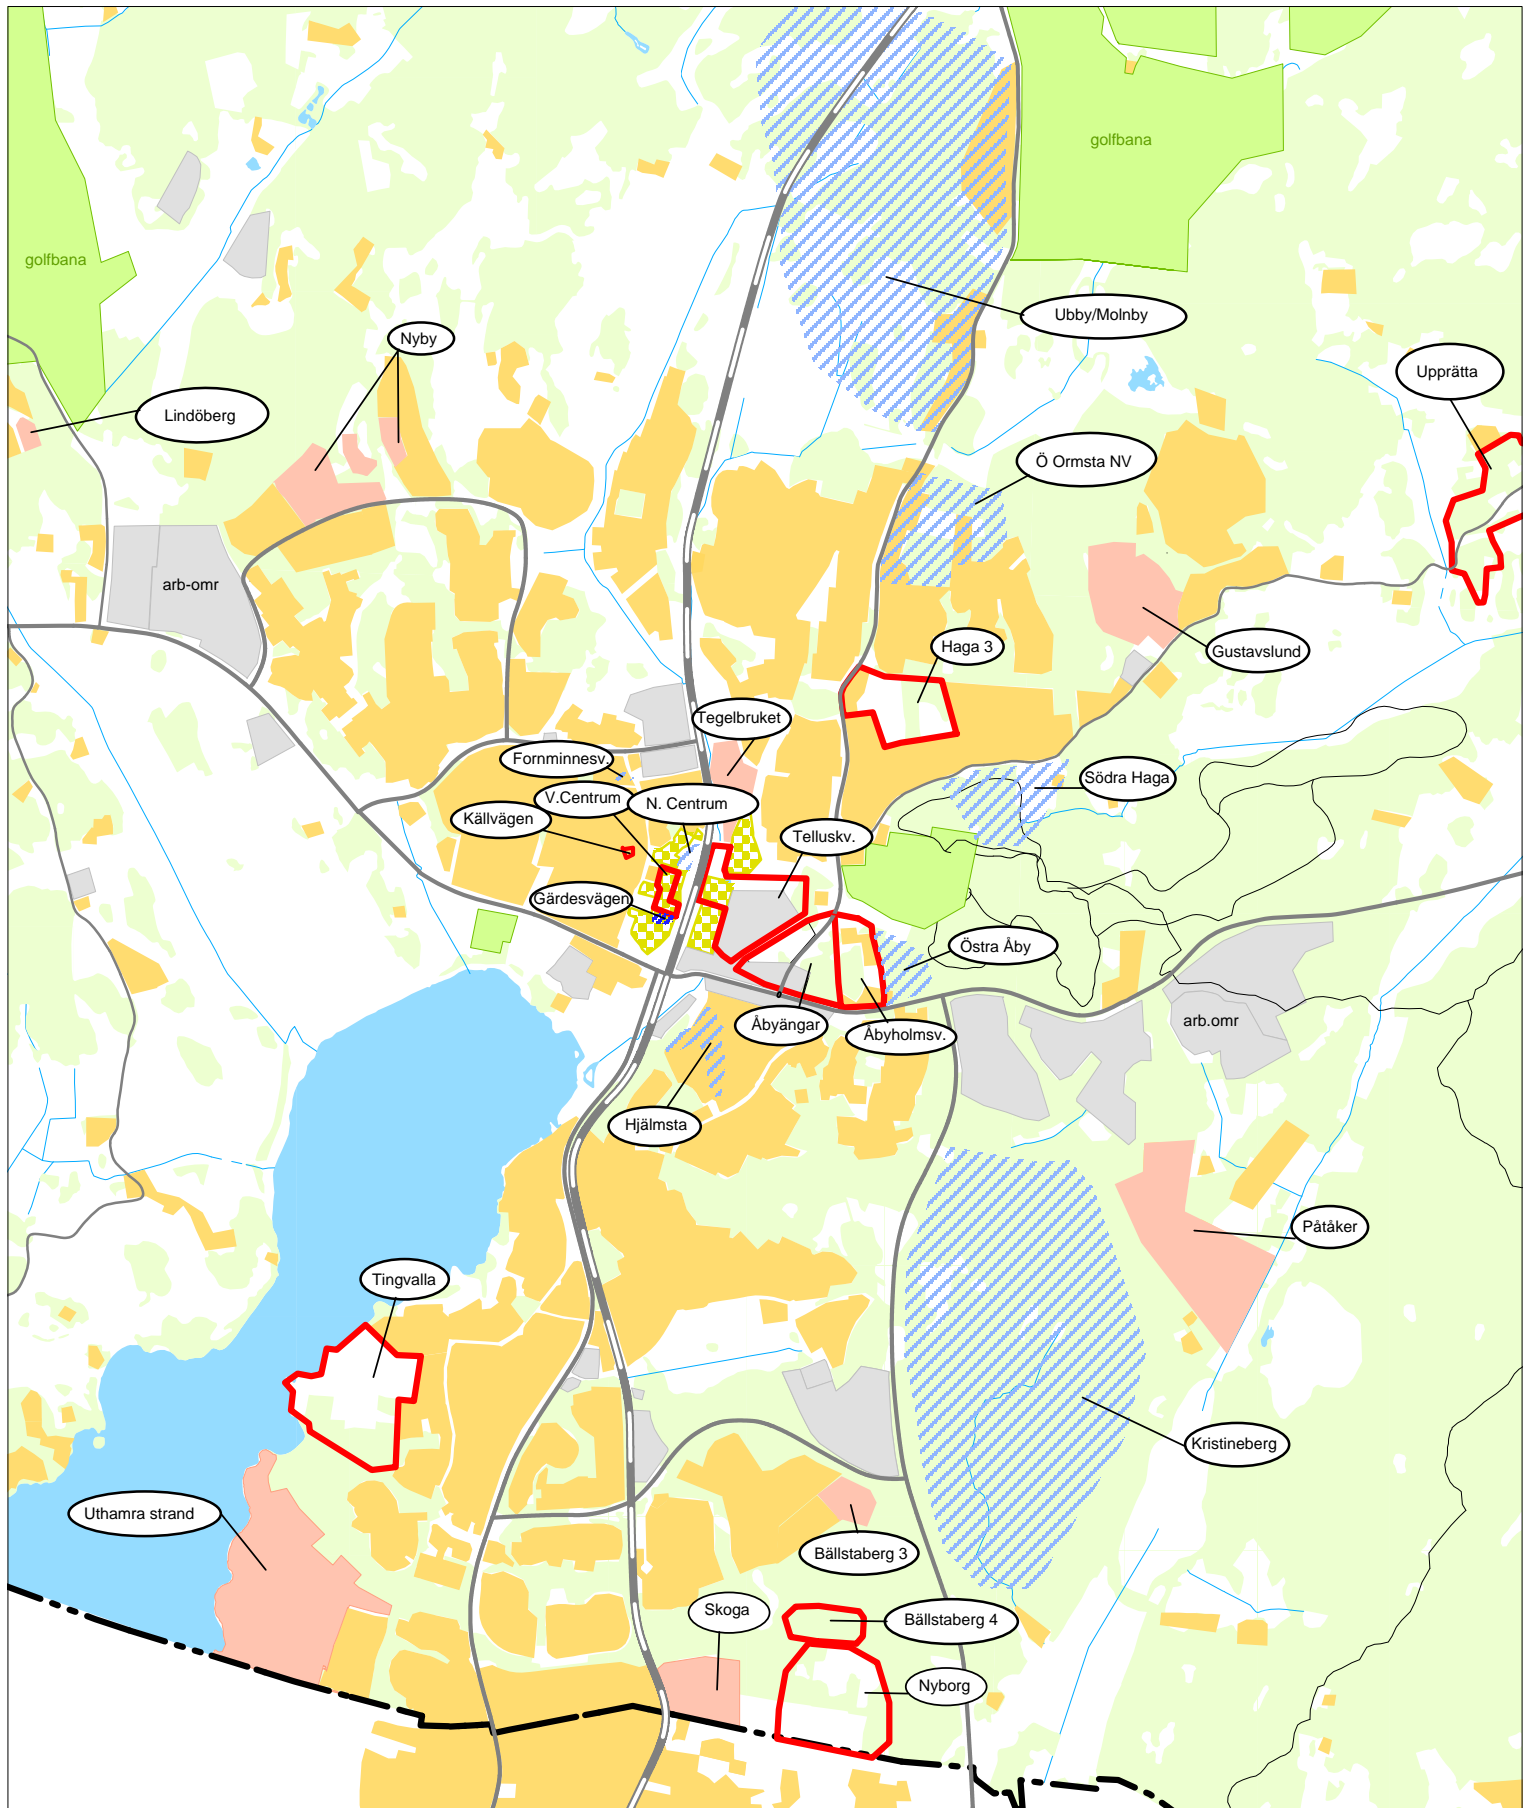 golfbana
golfbana
Ubby/Molnby
Nyby
Upprätta
Lindöberg
Ö Ormsta NV
arb-omr
Haga 3
Gustavslund
Tegelbruket
Fornminnesv.
Södra Haga
V.Centrum
N. Centrum
Källvägen
Telluskv.
Gärdesvägen
Östra Åby
Åbyängar
Åbyholmsv.
arb.omr
Hjälmsta
Påtåker
Tingvalla
Kristineberg
Uthamra strand
Bällstaberg 3
Skoga
Bällstaberg 4
Nyborg